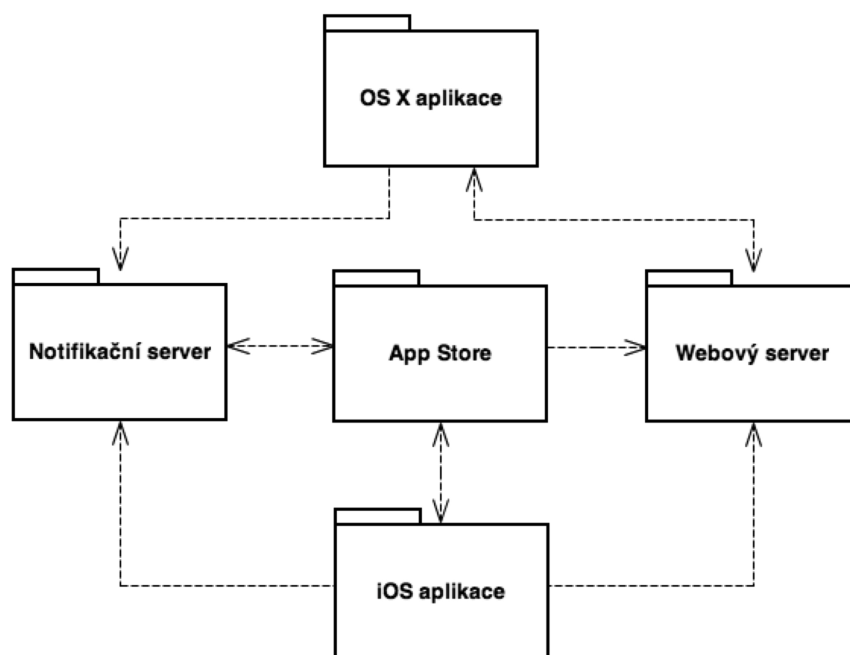 OS X aplikace
Notifikační server
App Store
Webový server
iOS aplikace